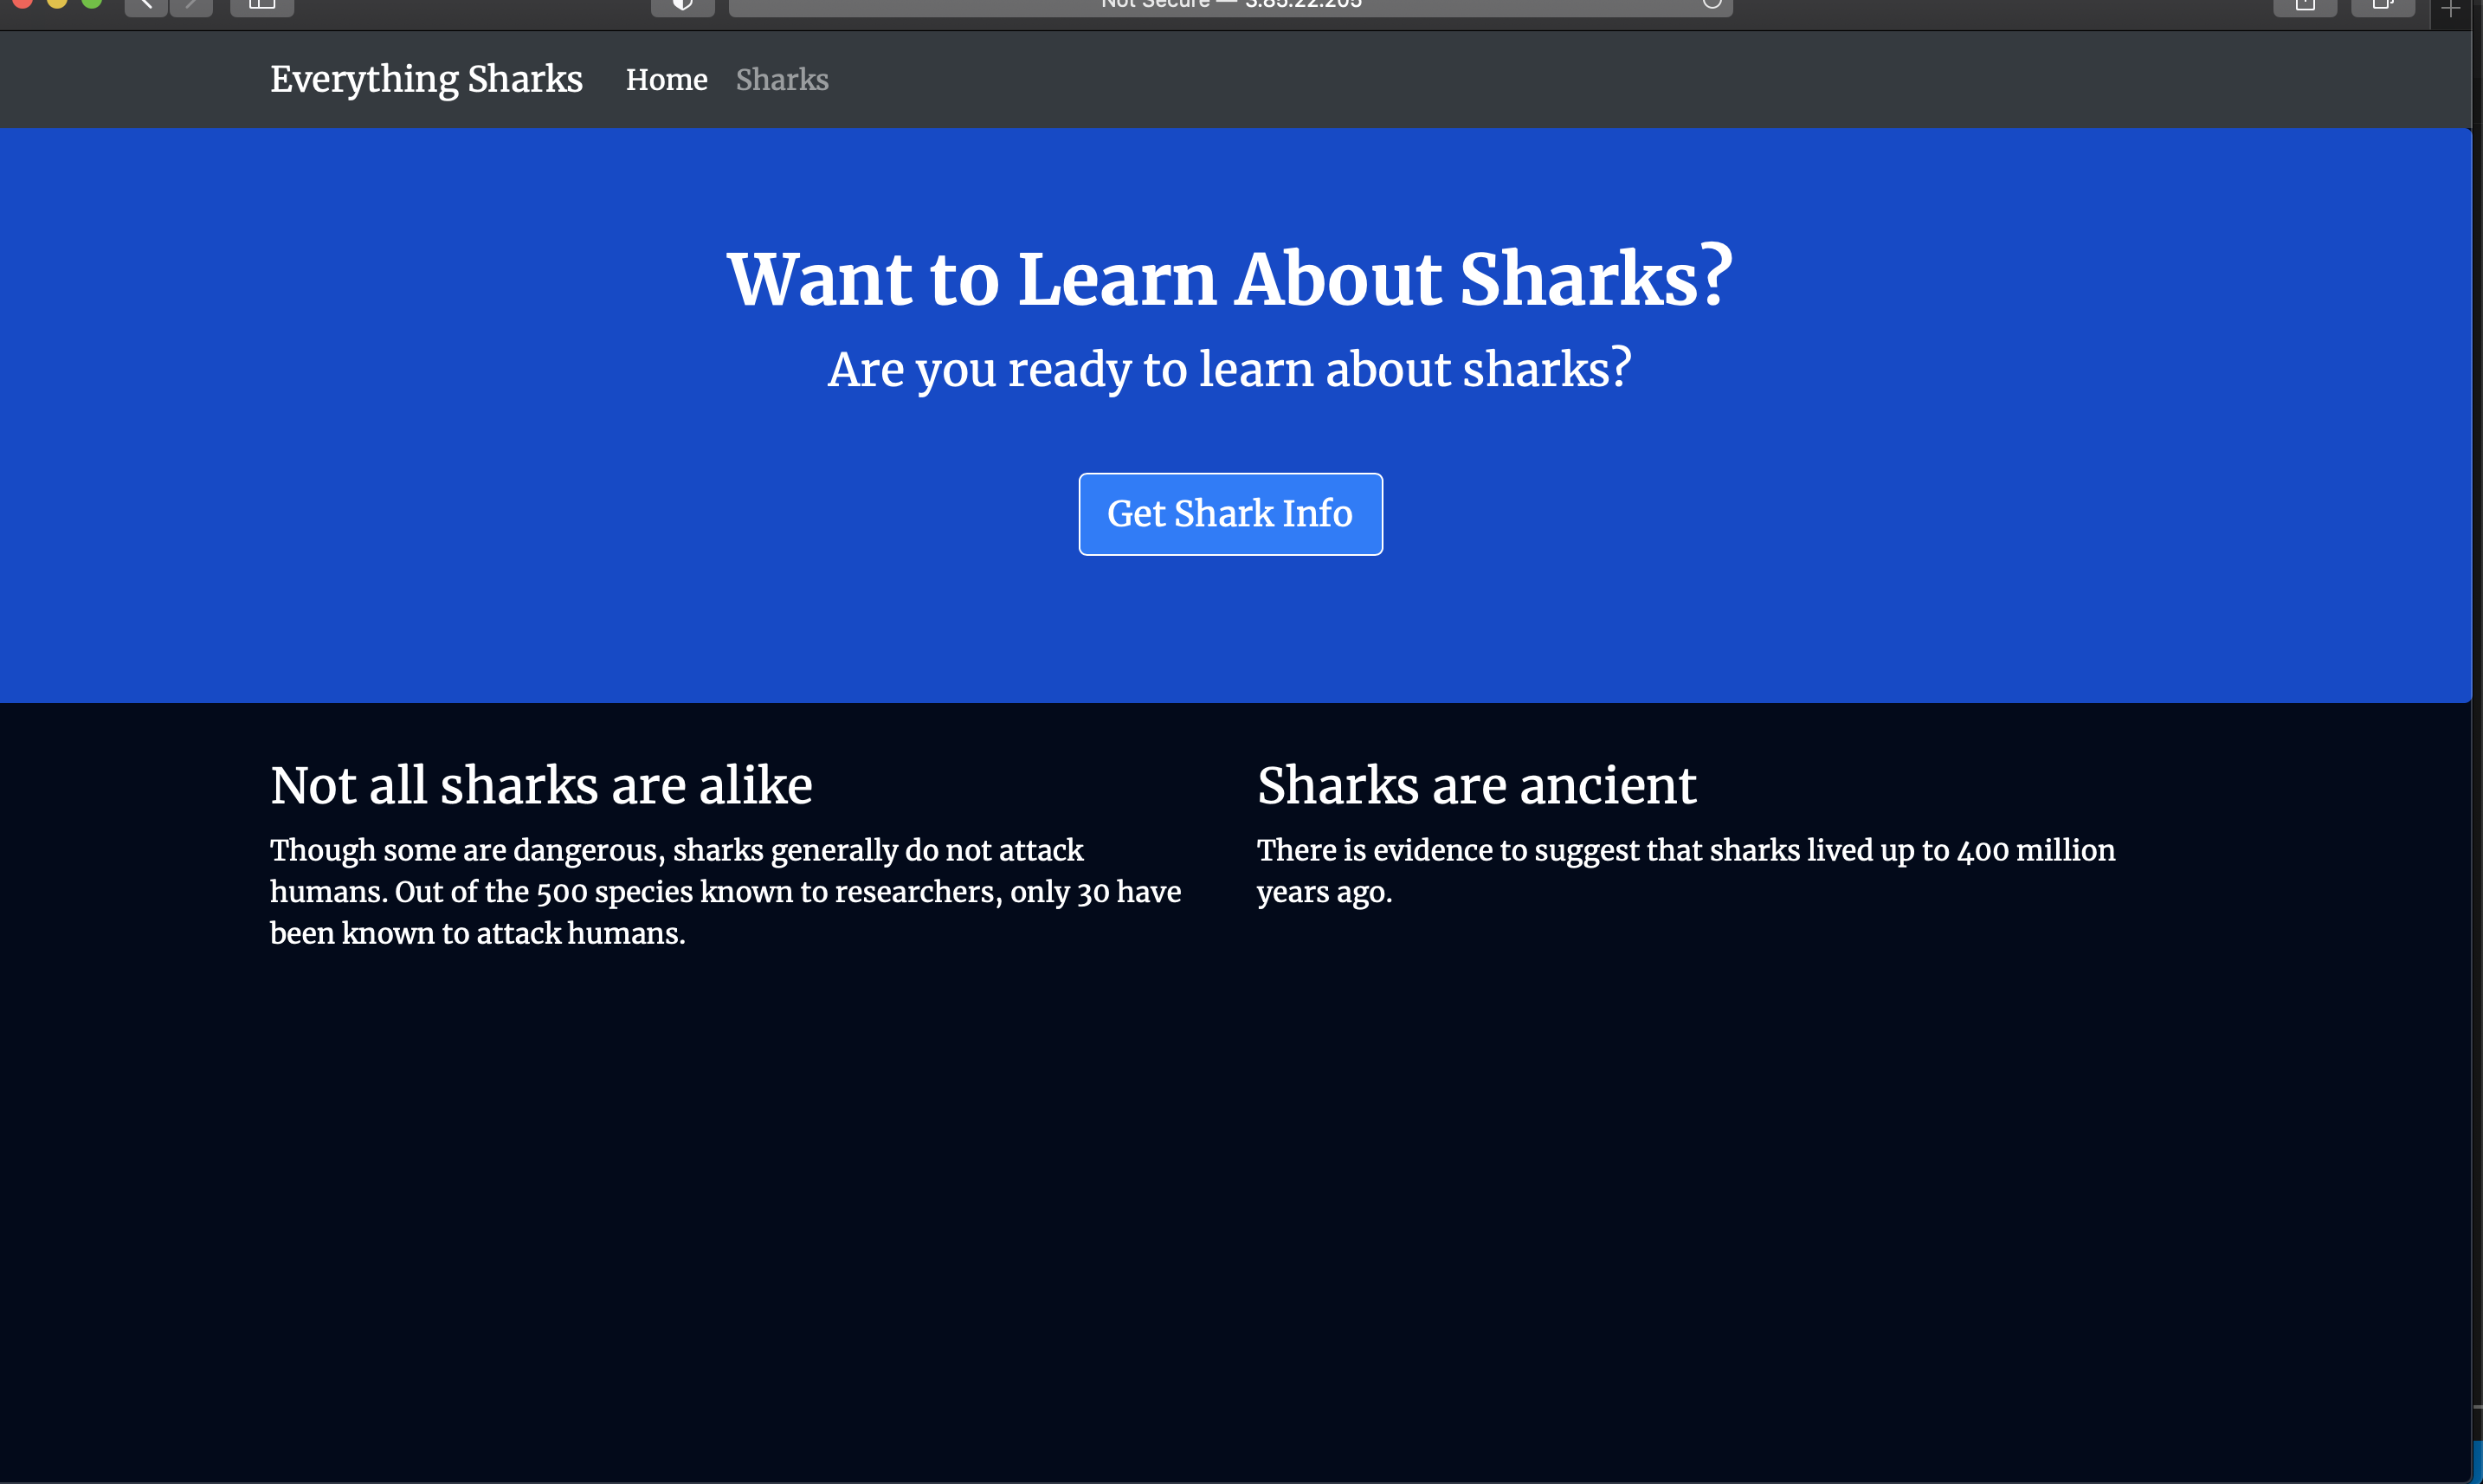 Not Secure — 3.85.22.205
Everything Sharks Home Sharks
Want to Learn About Sharks?
Are you ready to learn about sharks?
Get Shark Info
Not all sharks are alike
Though some are dangerous, sharks generally do not attack
humans. Out of the 500 species known to researchers, only 30 have
been known to attack humans.
Sharks are ancient
There is evidence to suggest that sharks lived up to 400 million
years ago.